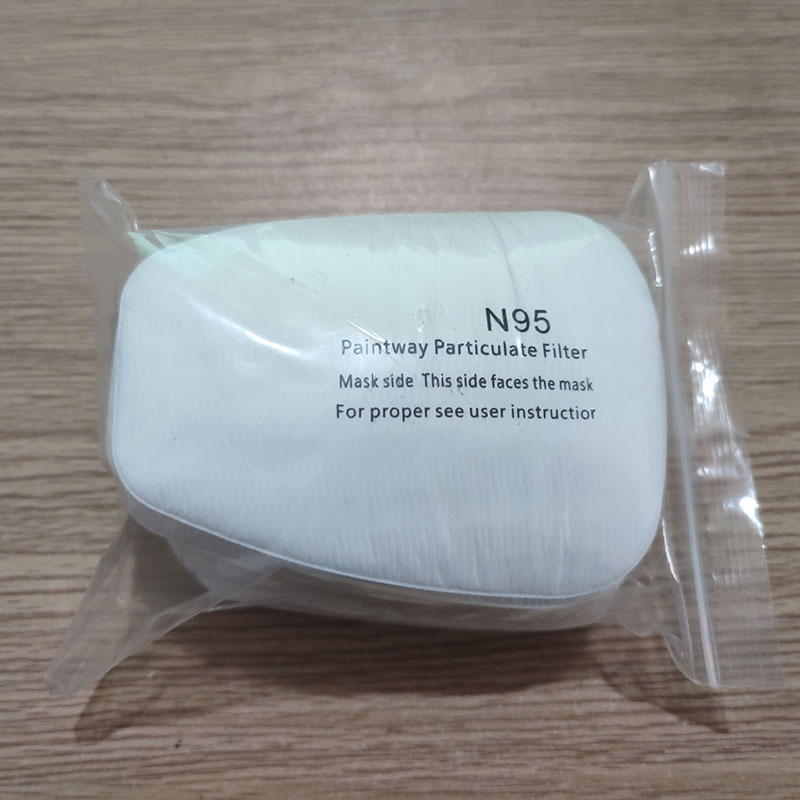 N95
Paintway Particulate Filter
Mask side This side faces the mask
For proper see user instructior